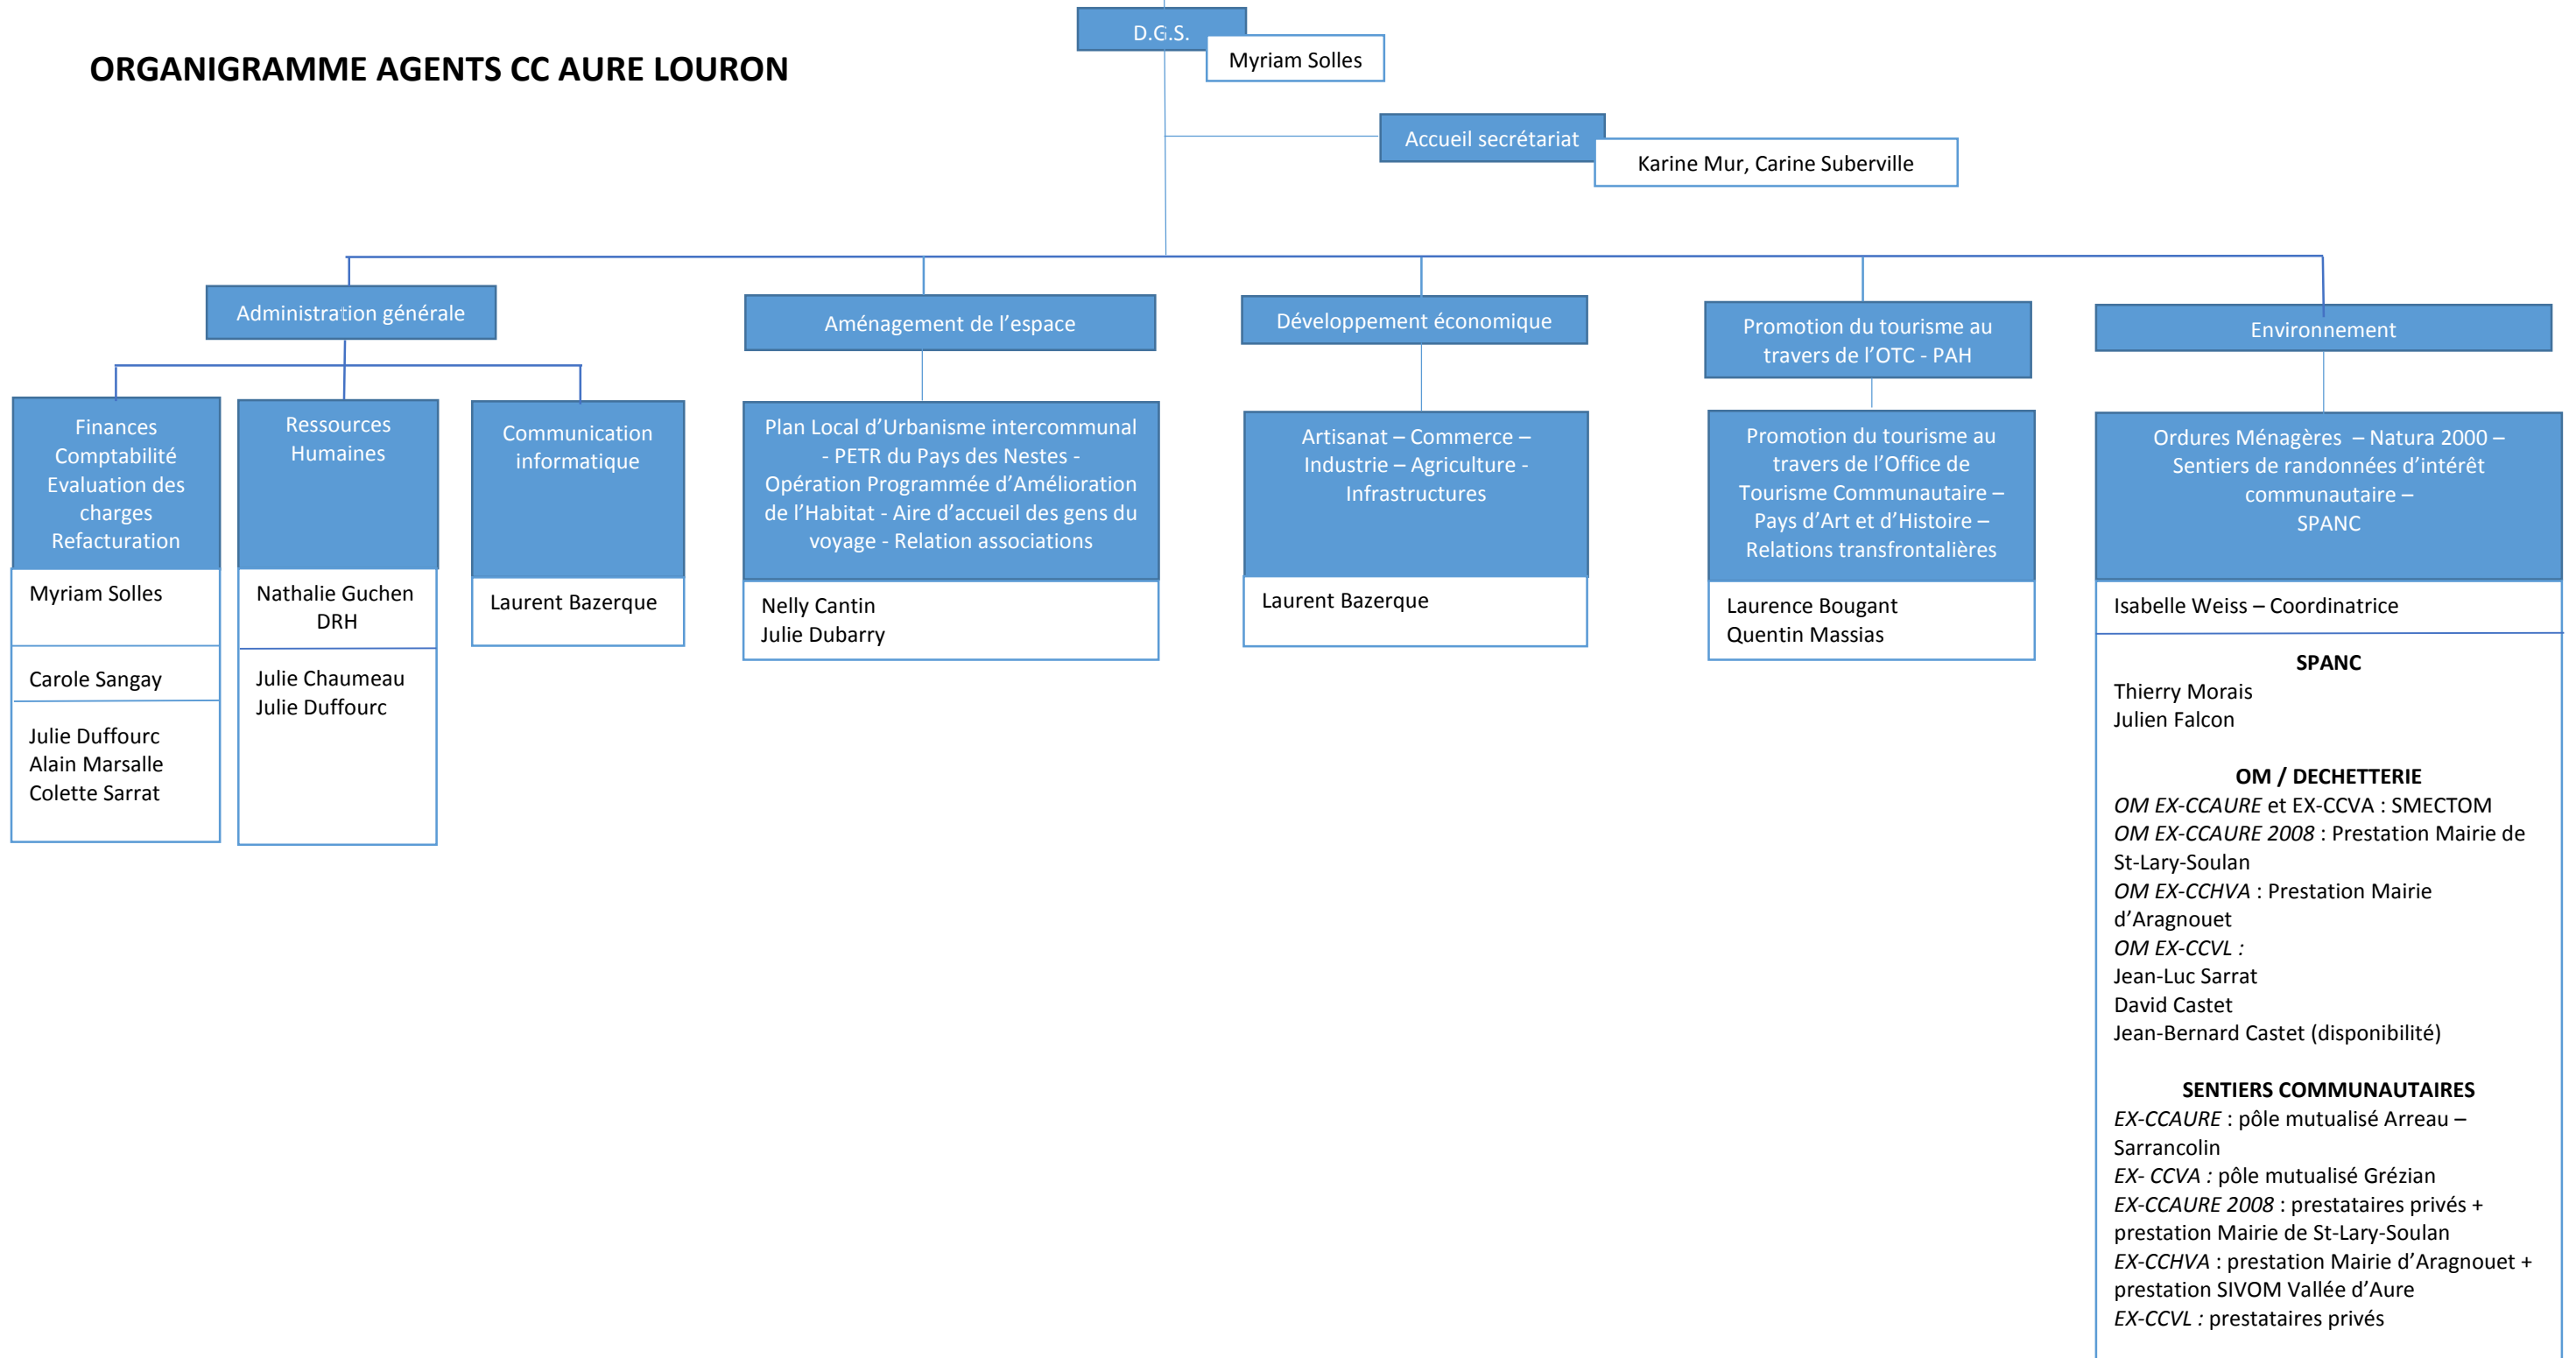 D.G.S.
Myriam Solles
ORGANIGRAMME AGENTS CC AURE LOURON
Accueil secrétariat
Karine Mur, Carine Suberville
Administration générale
Aménagement de l’espace
Développement économique
Promotion du tourisme au
travers de l’OTC - PAH
Environnement
Finances
Comptabilité
Evaluation des
charges
Refacturation
Myriam Solles
Carole Sangay
Julie Duffourc
Alain Marsalle
Colette Sarrat
Ressources
Humaines
Nathalie Guchen
DRH
Julie Chaumeau
Julie Duffourc
Communication
informatique
Laurent Bazerque
Plan Local d’Urbanisme intercommunal
- PETR du Pays des Nestes -
Opération Programmée d’Amélioration
de l’Habitat - Aire d’accueil des gens du
voyage - Relation associations
Nelly Cantin
Julie Dubarry
Artisanat – Commerce –
Industrie – Agriculture -
Infrastructures
Laurent Bazerque
Promotion du tourisme au
travers de l’Office de
Tourisme Communautaire –
Pays d’Art et d’Histoire –
Relations transfrontalières
Laurence Bougant
Quentin Massias
Ordures Ménagères – Natura 2000 –
Sentiers de randonnées d’intérêt
communautaire –
SPANC
Isabelle Weiss – Coordinatrice
SPANC
Thierry Morais
Julien Falcon
OM / DECHETTERIE
OM EX-CCAURE et EX-CCVA : SMECTOM
OM EX-CCAURE 2008 : Prestation Mairie de
St-Lary-Soulan
OM EX-CCHVA : Prestation Mairie
d’Aragnouet
OM EX-CCVL :
Jean-Luc Sarrat
David Castet
Jean-Bernard Castet (disponibilité)
SENTIERS COMMUNAUTAIRES
EX-CCAURE : pôle mutualisé Arreau –
Sarrancolin
EX- CCVA : pôle mutualisé Grézian
EX-CCAURE 2008 : prestataires privés +
prestation Mairie de St-Lary-Soulan
EX-CCHVA : prestation Mairie d’Aragnouet +
prestation SIVOM Vallée d’Aure
EX-CCVL : prestataires privés